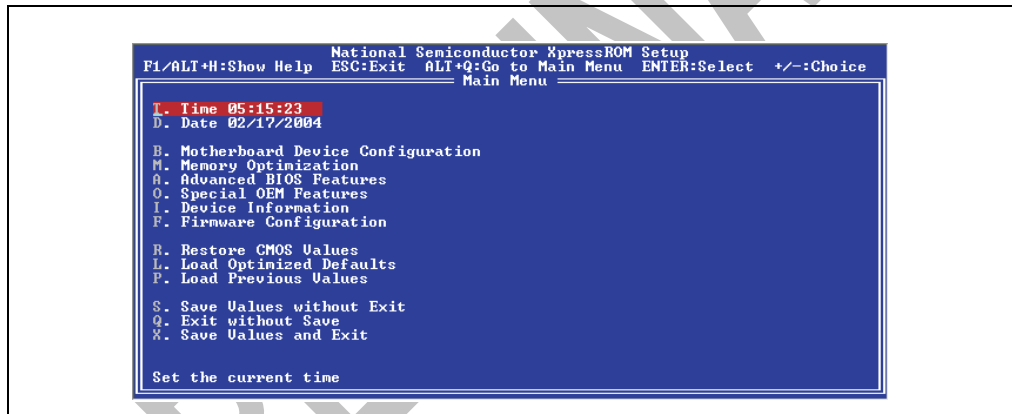 National Semiconductor XpressROM Setup
F1/ALT+H:Show Help ESC:Exit ALT+Q:Go to Main Menu ENTER:Select +/-:Choice
Main Menu
T. Time 05:15:23
D. Date 02/17/2004
B. Motherboard Device Configuration
M. Memory Optimization
A. Advanced BIOS Features
O. Special OEM Features
I. Device Information
F. Firmware Configuration
R. Restore CMOS Values
L. Load Optimized Defaults
P. Load Previous Values
S. Save Values without Exit
Q. Exit without Save
X. Save Values and Exit
Set the current time